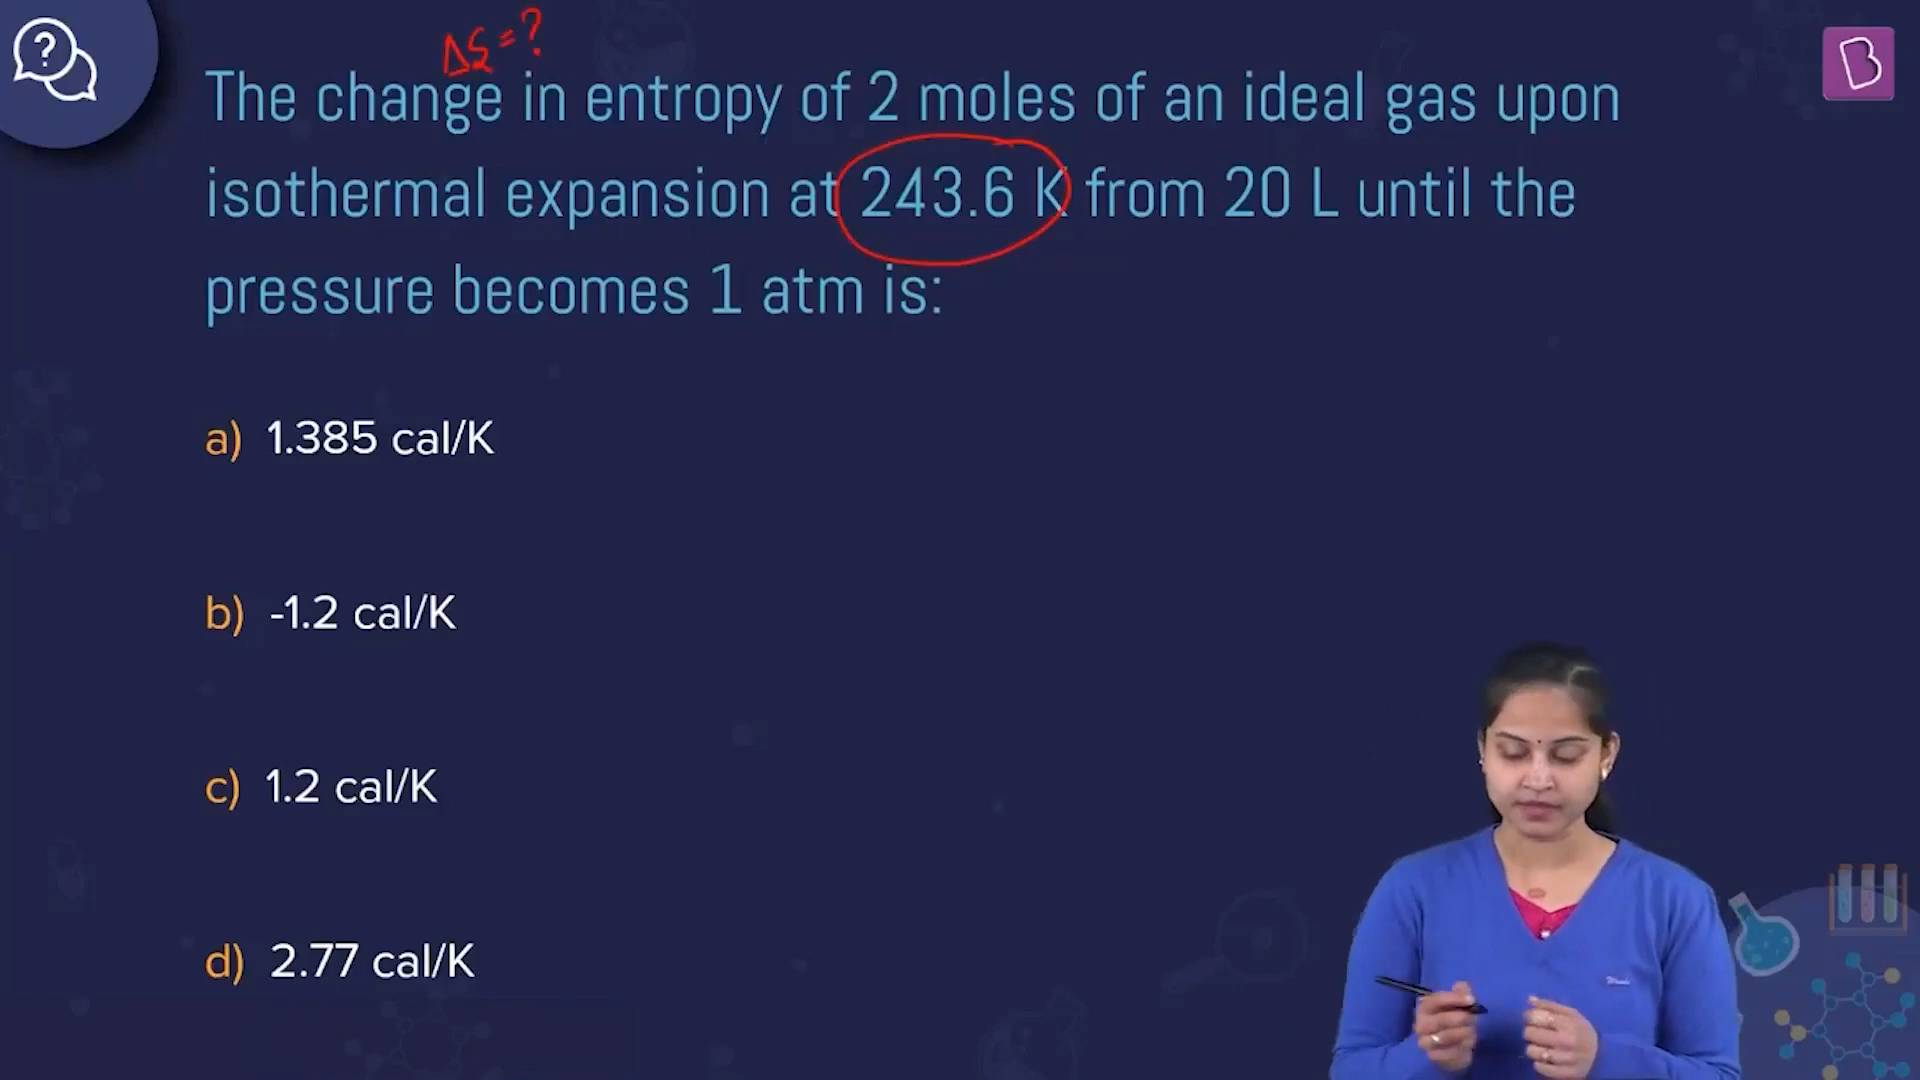 ΔS = ?
The change in entropy of 2 moles of an ideal gas upon
isothermal expansion at 243.6 K from 20 L until the
pressure becomes 1 atm is:
a) 1.385 cal/K
b) -1.2 cal/K
c) 1.2 cal/K
d) 2.77 cal/K